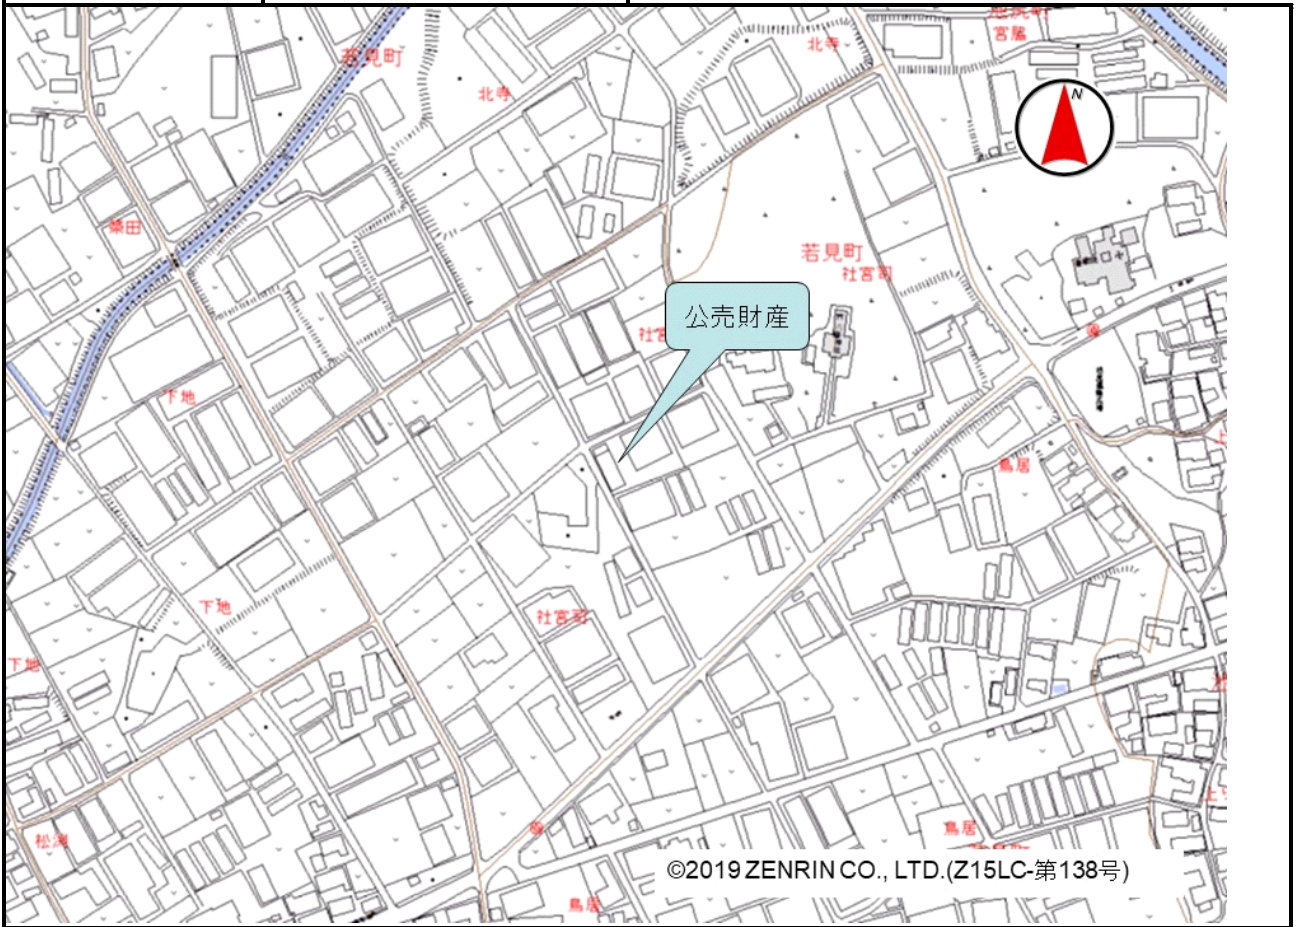 宮脇
北寺
若見町
北寺
N
築田
若見町
社宮司
公売財産
社宮
下地
鳥居
下地
社宮司
下地
松渕
鳥居
©2019 ZENRIN CO., LTD.(Z15LC-第138号)
鳥居